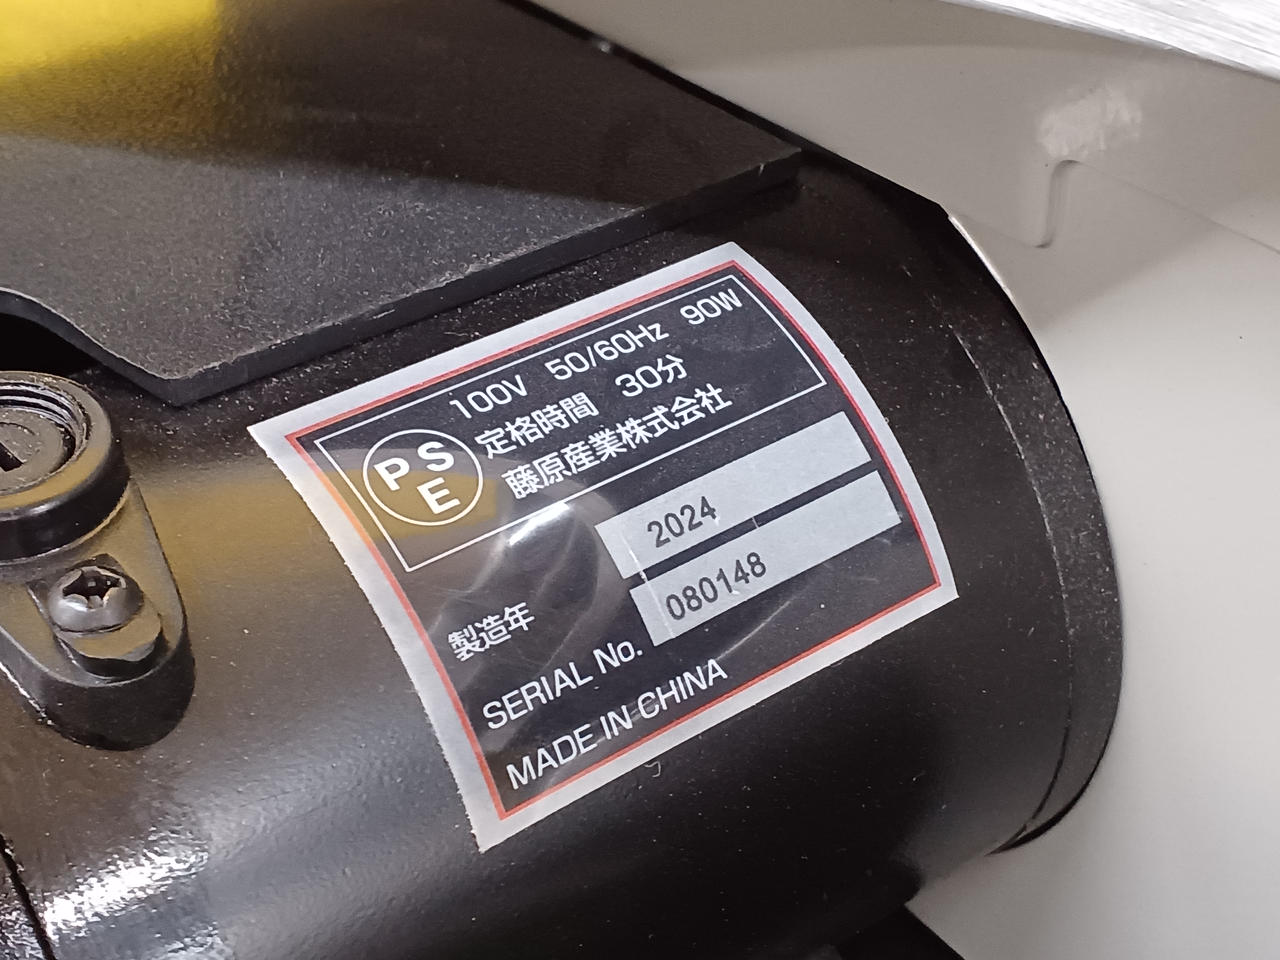 100V 50/60Hz 90W
PSE 定格時間 30分
藤原産業株式会社
製造年 2024
SERIAL No. 080148
MADE IN CHINA